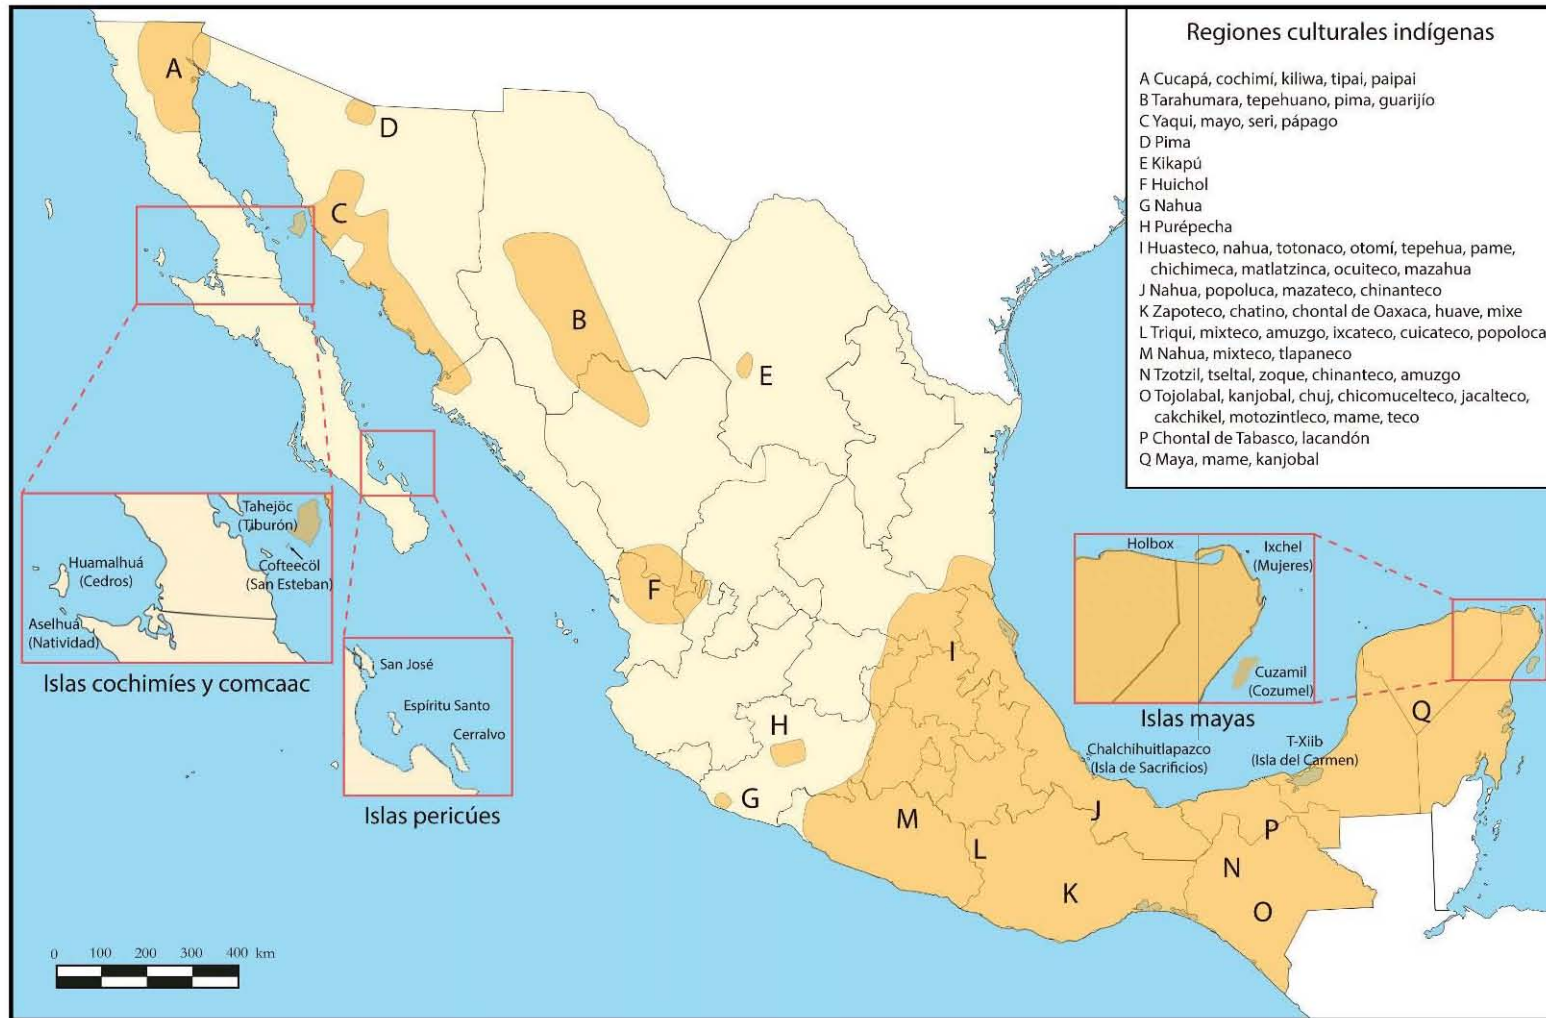 Regiones culturales indígenas
A Cucapá, cochimí, kiliwa, tipai, paipai
B Tarahumara, tepehuano, pima, guarijío
C Yaqui, mayo, seri, pápago
D Pima
E Kikapú
F Huichol
G Nahua
H Purépecha
I Huasteco, nahua, totonaco, otomí, tepehua, pame,
chichimeca, matlatzinca, ocuiteco, mazahua
J Nahua, popoluca, mazateco, chinanteco
K Zapoteco, chatino, chontal de Oaxaca, huave, mixe
L Triqui, mixteco, amuzgo, ixcateco, cuicateco, popoloca
M Nahua, mixteco, tlapaneco
N Tzotzil, tseltal, zoque, chinanteco, amuzgo
O Tojolabal, kanjobal, chuj, chicomucelteco, jacalteco,
cakchikel, motozintleco, mame, teco
P Chontal de Tabasco, lacandón
Q Maya, mame, kanjobal
A
D
C
B
E
F
I
H
G
M
L
J
K
P
N
O
Q
Tahejöc
(Tiburón)
Huamalhuá
(Cedros)
Cofteecöl
(San Esteban)
Aselhuá
(Natividad)
Islas cochimíes y comcaac
San José
Espíritu Santo
Cerralvo
Islas pericúes
Holbox
Ixchel
(Mujeres)
Cuzamil
(Cozumel)
Islas mayas
Chalchihuitlapazco
(Isla de Sacrificios)
T-Xiib
(Isla del Carmen)
0 100 200 300 400 km